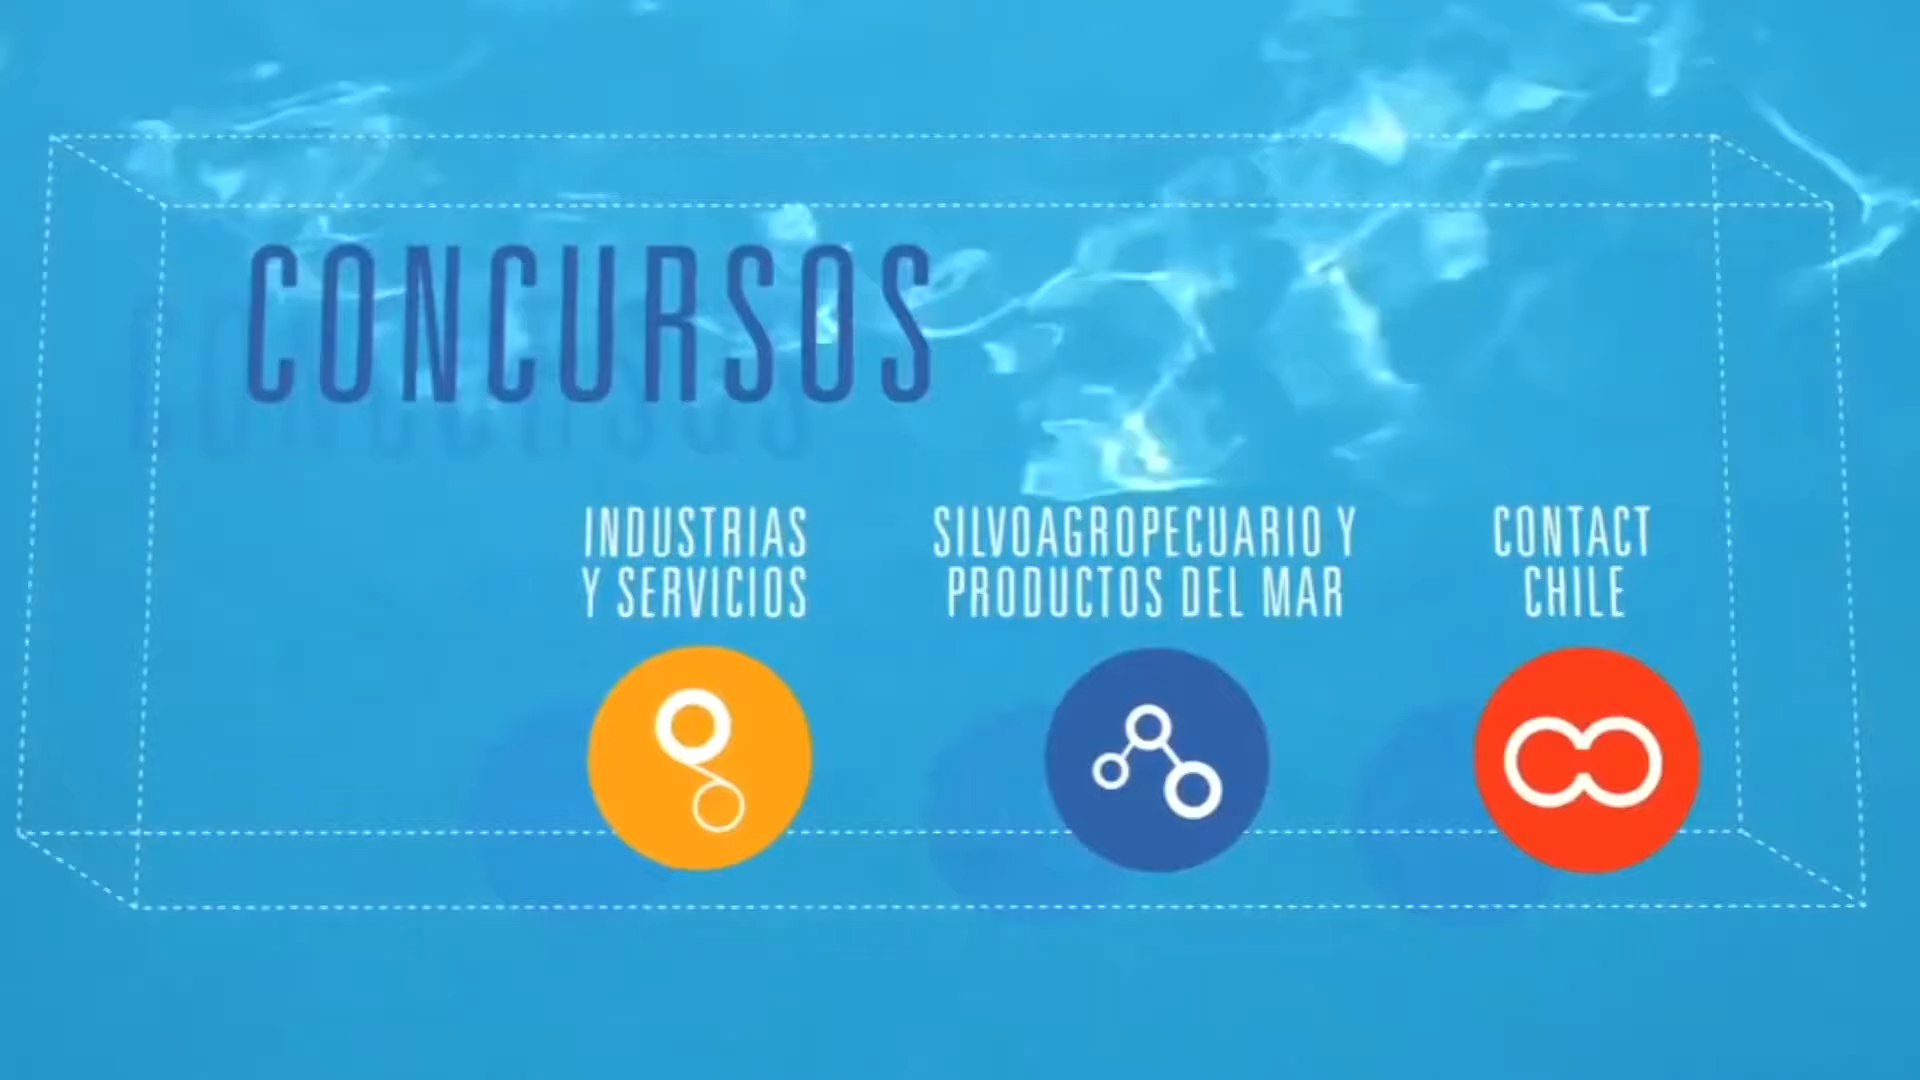 CONCURSOS
INDUSTRIAS
Y SERVICIOS
SILVOAGROPECUARIO Y
PRODUCTOS DEL MAR
CONTACT
CHILE